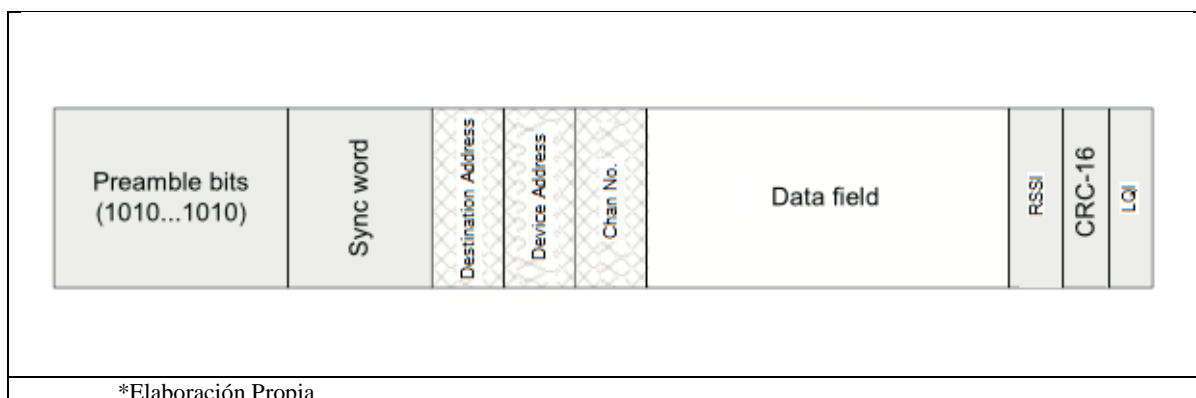 Preamble bits
(1010...1010)
Sync word
Destination Address
Device Address
Chan No.
Data field
RSSI
CRC-16
LQI
*Elaboración Propia